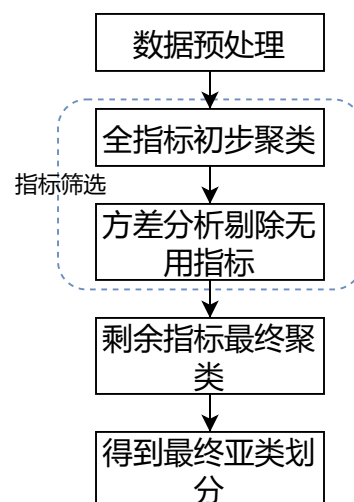 数据预处理
全指标初步聚类
指标筛选
方差分析剔除无
用指标
剩余指标最终聚
类
得到最终亚类划
分